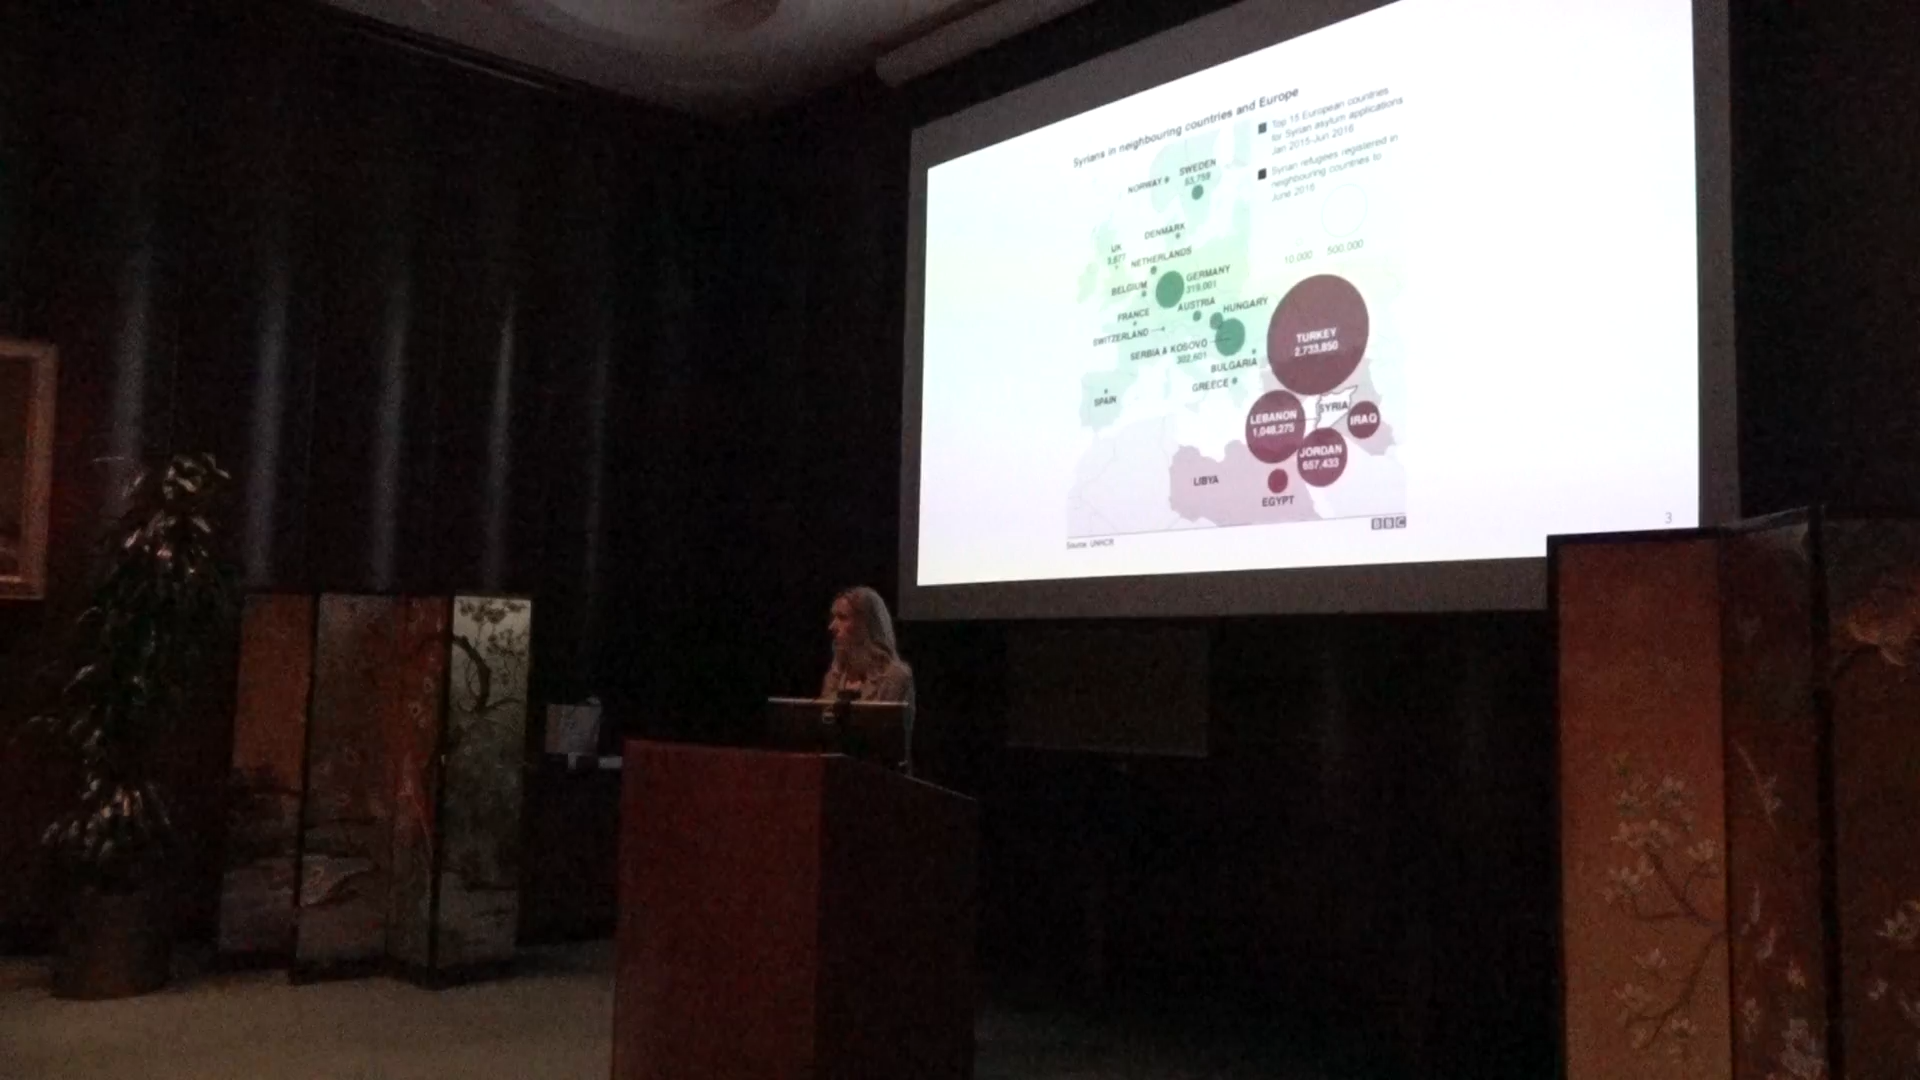 Syrians in neighbouring countries and Europe
Top 15 European countries
for Syrian asylum applications
Jan 2015-Jun 2016
Syrian refugees registered in
neighbouring countries to
June 2016
10,000 500,000
SWEDEN
NORWAY
DENMARK
UK
NETHERLANDS
GERMANY
BELGIUM
AUSTRIA
HUNGARY
FRANCE
SWITZERLAND
SERBIA & KOSOVO
302,601
BULGARIA
GREECE
SPAIN
TURKEY
2,733,850
LEBANON
1,048,275
SYRIA
IRAQ
JORDAN
657,433
LIBYA
EGYPT
BBC
Source: UNHCR
3